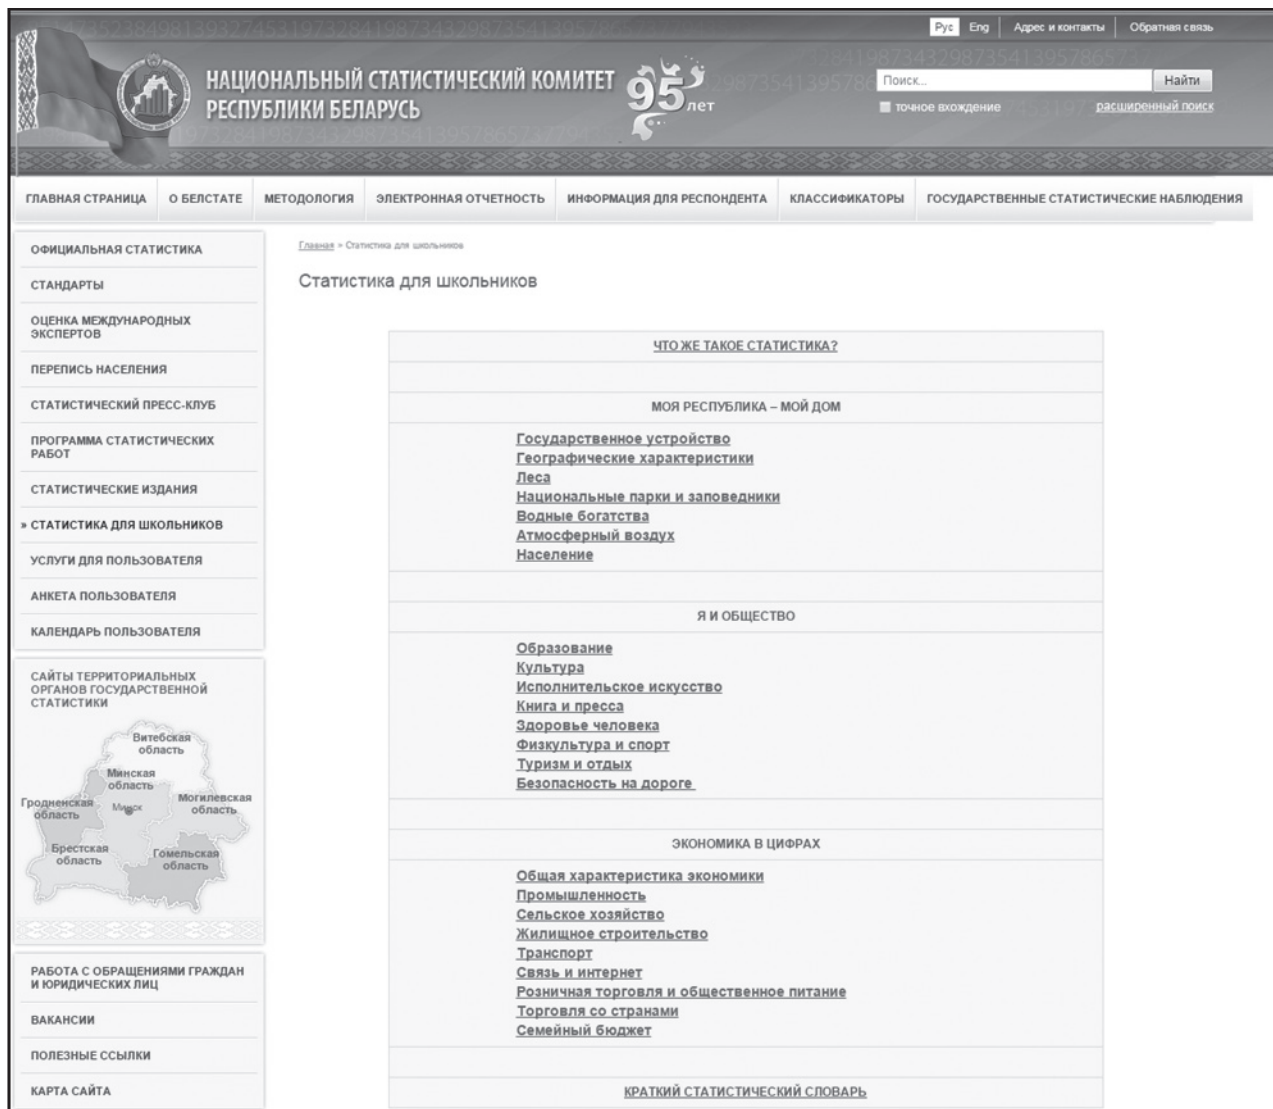 Рус Eng Адрес и контакты Обратная связь
НАЦИОНАЛЬНЫЙ СТАТИСТИЧЕСКИЙ КОМИТЕТ
РЕСПУБЛИКИ БЕЛАРУСЬ
95 лет
Поиск... Найти
точное вхождение расширенный поиск
ГЛАВНАЯ СТРАНИЦА О БЕЛСТАТЕ МЕТОДОЛОГИЯ ЭЛЕКТРОННАЯ ОТЧЕТНОСТЬ ИНФОРМАЦИЯ ДЛЯ РЕСПОНДЕНТА КЛАССИФИКАТОРЫ ГОСУДАРСТВЕННЫЕ СТАТИСТИЧЕСКИЕ НАБЛЮДЕНИЯ
ОФИЦИАЛЬНАЯ СТАТИСТИКА
СТАНДАРТЫ
ОЦЕНКА МЕЖДУНАРОДНЫХ
ЭКСПЕРТОВ
ПЕРЕПИСЬ НАСЕЛЕНИЯ
СТАТИСТИЧЕСКИЙ ПРЕСС-КЛУБ
ПРОГРАММА СТАТИСТИЧЕСКИХ
РАБОТ
СТАТИСТИЧЕСКИЕ ИЗДАНИЯ
» СТАТИСТИКА ДЛЯ ШКОЛЬНИКОВ
УСЛУГИ ДЛЯ ПОЛЬЗОВАТЕЛЯ
АНКЕТА ПОЛЬЗОВАТЕЛЯ
КАЛЕНДАРЬ ПОЛЬЗОВАТЕЛЯ
САЙТЫ ТЕРРИТОРИАЛЬНЫХ
ОРГАНОВ ГОСУДАРСТВЕННОЙ
СТАТИСТИКИ
Витебская
область
Минская
область
Гродненская
область
Минск
Могилевская
область
Брестская
область
Гомельская
область
РАБОТА С ОБРАЩЕНИЯМИ ГРАЖДАН
И ЮРИДИЧЕСКИХ ЛИЦ
ВАКАНСИИ
ПОЛЕЗНЫЕ ССЫЛКИ
КАРТА САЙТА
Главная » Статистика для школьников
Статистика для школьников
ЧТО ЖЕ ТАКОЕ СТАТИСТИКА?
МОЯ РЕСПУБЛИКА – МОЙ ДОМ
Государственное устройство
Географические характеристики
Леса
Национальные парки и заповедники
Водные богатства
Атмосферный воздух
Население
Я И ОБЩЕСТВО
Образование
Культура
Исполнительское искусство
Книга и пресса
Здоровье человека
Физкультура и спорт
Туризм и отдых
Безопасность на дороге
ЭКОНОМИКА В ЦИФРАХ
Общая характеристика экономики
Промышленность
Сельское хозяйство
Жилищное строительство
Транспорт
Связь и интернет
Розничная торговля и общественное питание
Торговля со странами
Семейный бюджет
КРАТКИЙ СТАТИСТИЧЕСКИЙ СЛОВАРЬ